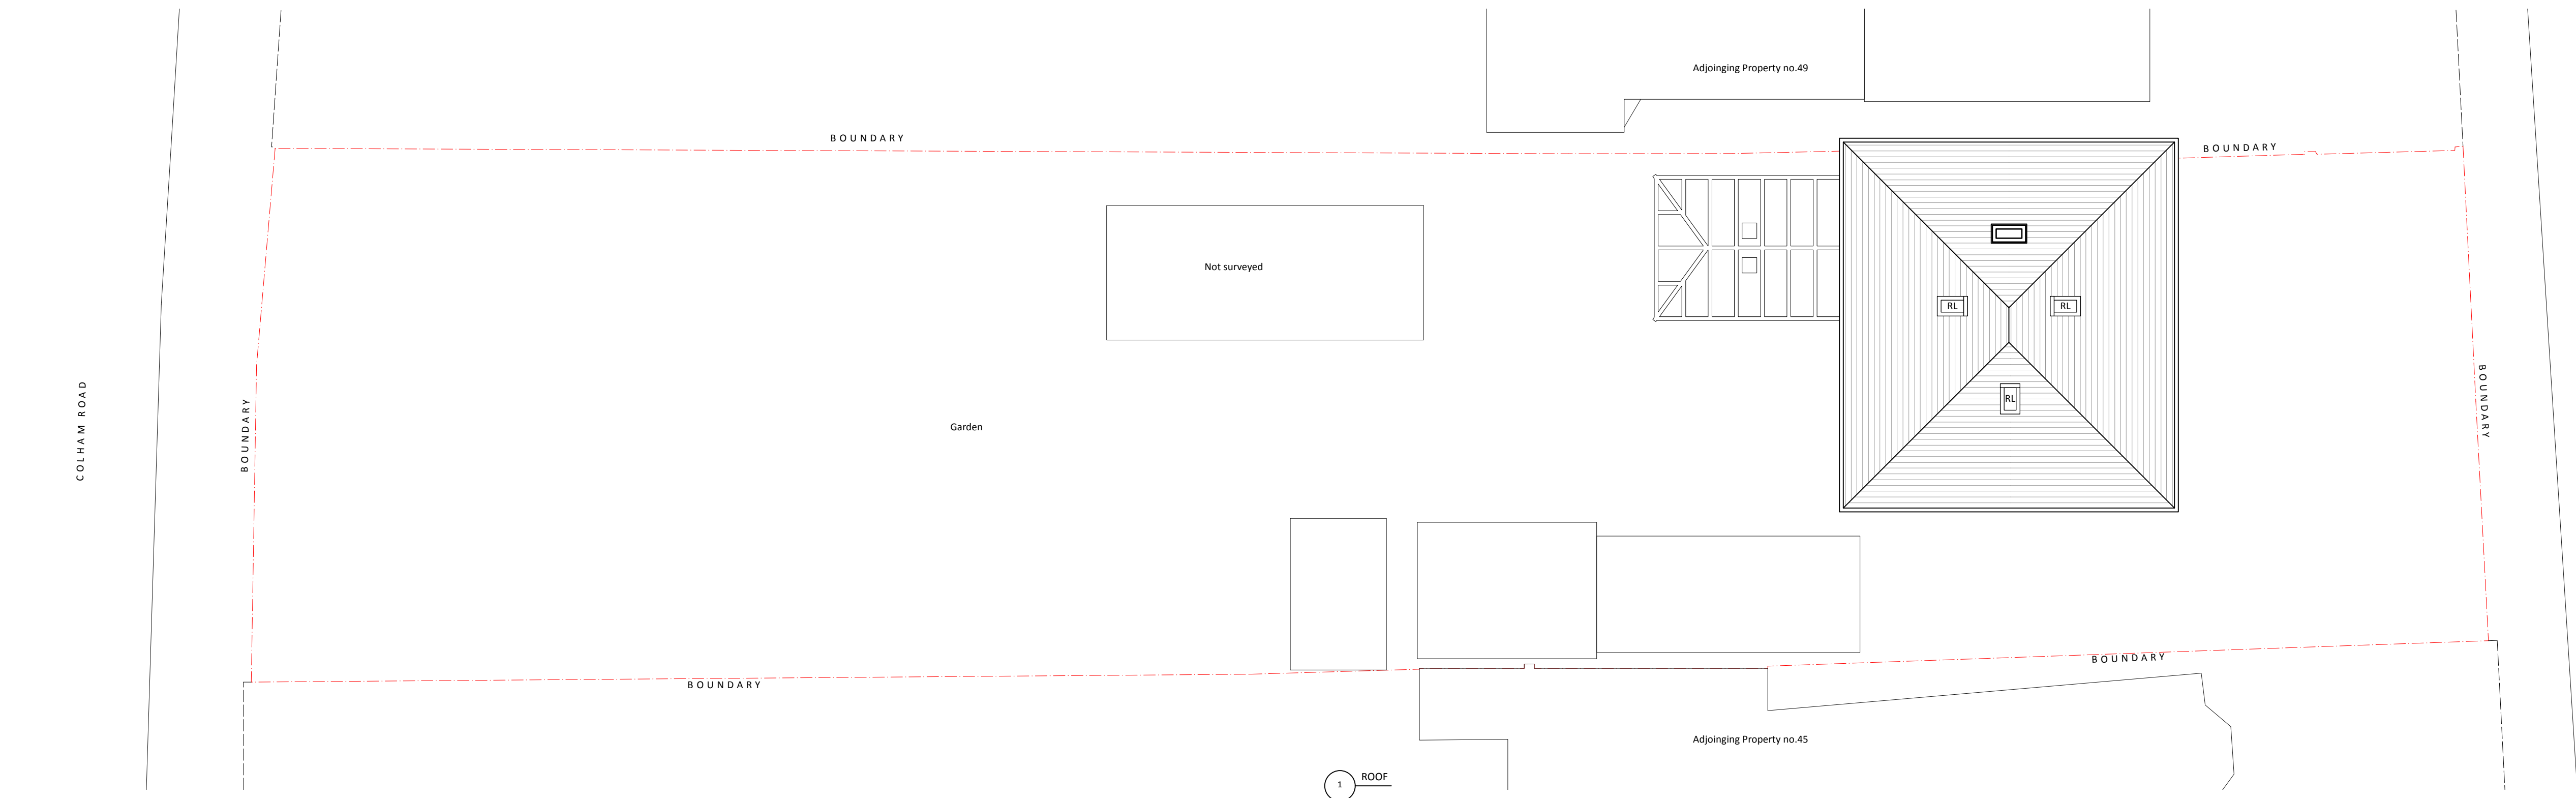 Adjoinging Property no.49
BOUNDARY
BOUNDARY
Not surveyed
RL
RL
COLHAM ROAD
BOUNDARY
RL
BOUNDARY
Garden
BOUNDARY
BOUNDARY
Adjoinging Property no.45
1
ROOF